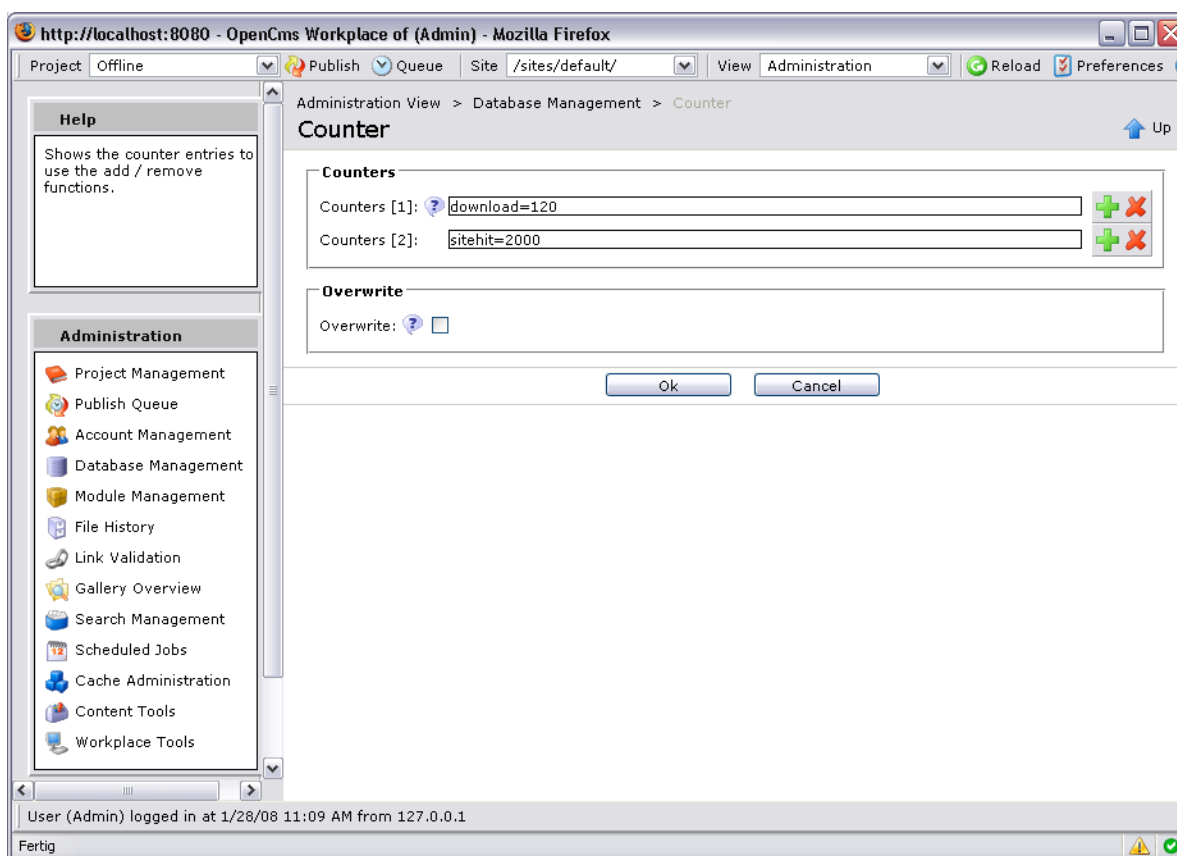 http://localhost:8080 - OpenCms Workplace of (Admin) - Mozilla Firefox
Project Offline Publish Queue Site /sites/default/ View Administration Reload Preferences
Help
Shows the counter entries to
use the add / remove
functions.
Administration
Project Management
Publish Queue
Account Management
Database Management
Module Management
File History
Link Validation
Gallery Overview
Search Management
Scheduled Jobs
Cache Administration
Content Tools
Workplace Tools
Administration View > Database Management > Counter
Counter
Up
Counters
Counters [1]: download=120
Counters [2]: sitehit=2000
Overwrite
Overwrite:
Ok Cancel
User (Admin) logged in at 1/28/08 11:09 AM from 127.0.0.1
Fertig